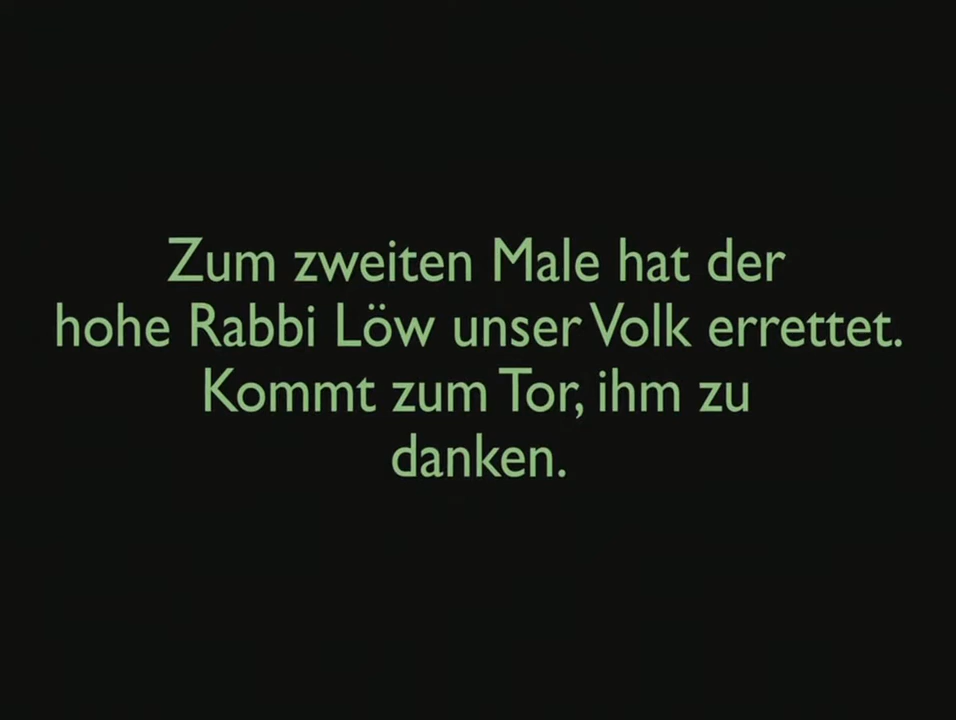 Zum zweiten Male hat der
hohe Rabbi Löw unser Volk errettet.
Kommt zum Tor, ihm zu
danken.